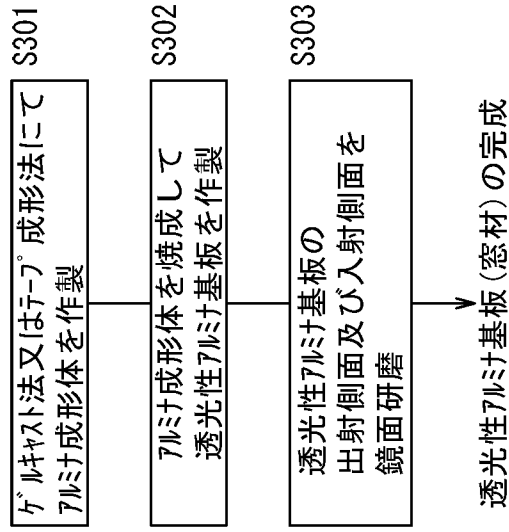 S301
ｹﾞﾙｷｬｽﾄ法又はﾃｰﾌﾟ成形法にて
ｱﾙﾐﾅ成形体を作製
S302
ｱﾙﾐﾅ成形体を焼成して
透光性ｱﾙﾐﾅ基板を作製
S303
透光性ｱﾙﾐﾅ基板の
出射側面及び入射側面を
鏡面研磨
透光性ｱﾙﾐﾅ基板(窓材)の完成